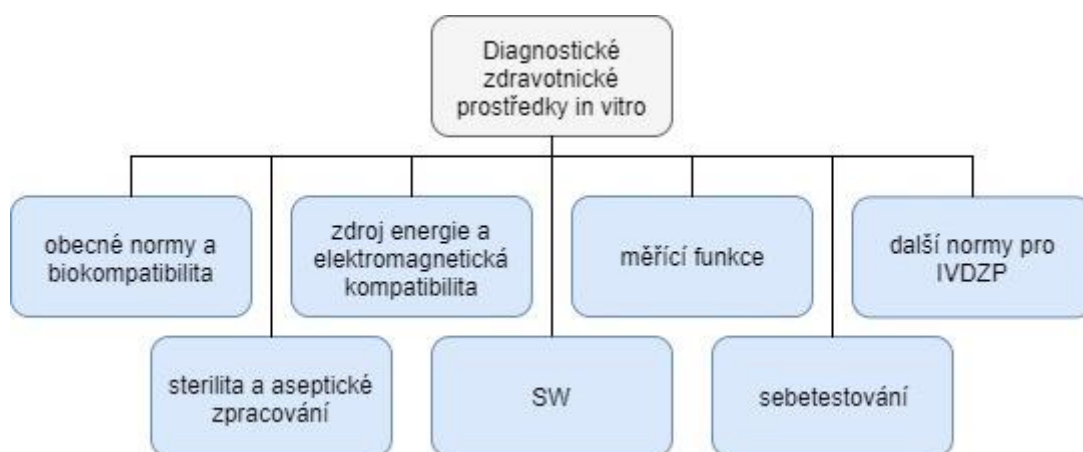 Diagnostické
zdravotnické
prostředky in vitro
obecné normy a
biokompatibilita
zdroj energie a
elektromagnetická
kompatibilita
měřící funkce
další normy pro
IVDZP
sterilita a aseptické
zpracování
SW
sebetestování